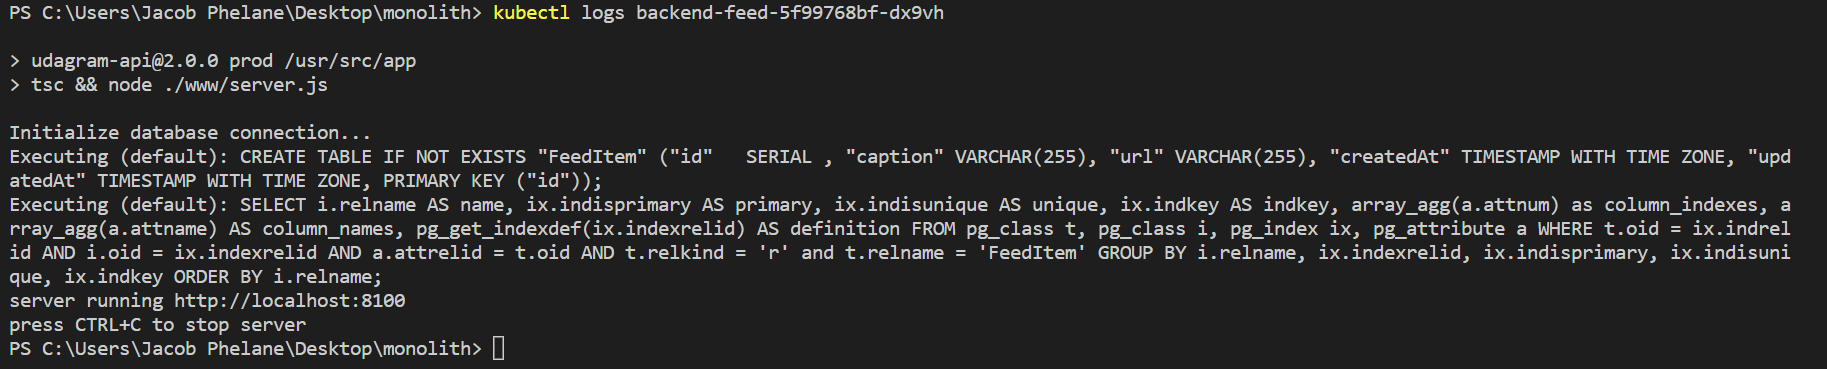 PS C:\Users\Jacob Phelane\Desktop\monolith> kubectl logs backend-feed-5f99768bf-dx9vh
> udagram-api@2.0.0 prod /usr/src/app
> tsc && node ./www/server.js
Initialize database connection...
Executing (default): CREATE TABLE IF NOT EXISTS "FeedItem" ("id"   SERIAL , "caption" VARCHAR(255), "url" VARCHAR(255), "createdAt" TIMESTAMP WITH TIME ZONE, "upd
atedAt" TIMESTAMP WITH TIME ZONE, PRIMARY KEY ("id"));
Executing (default): SELECT i.relname AS name, ix.indisprimary AS primary, ix.indisunique AS unique, ix.indkey AS indkey, array_agg(a.attnum) as column_indexes, a
rray_agg(a.attname) AS column_names, pg_get_indexdef(ix.indexrelid) AS definition FROM pg_class t, pg_class i, pg_index ix, pg_attribute a WHERE t.oid = ix.indrel
id AND i.oid = ix.indexrelid AND a.attrelid = t.oid AND t.relkind = 'r' and t.relname = 'FeedItem' GROUP BY i.relname, ix.indexrelid, ix.indisprimary, ix.indisuni
que, ix.indkey ORDER BY i.relname;
server running http://localhost:8100
press CTRL+C to stop server
PS C:\Users\Jacob Phelane\Desktop\monolith>